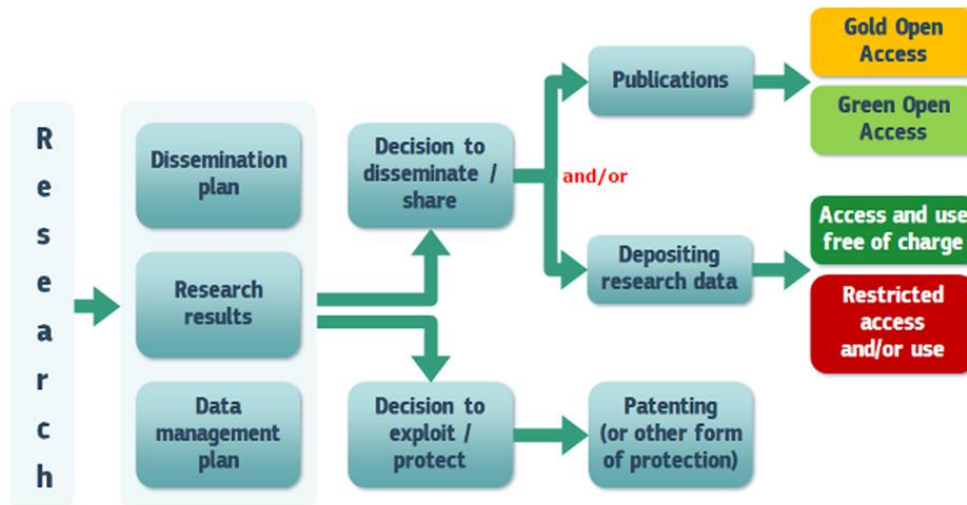 Research
Dissemination
plan
Research
results
Data
management
plan
Decision to
disseminate /
share
Decision to
exploit /
protect
and/or
Publications
Depositing
research data
Patenting
(or other form
of protection)
Gold Open
Access
Green Open
Access
Access and use
free of charge
Restricted
access
and/or use